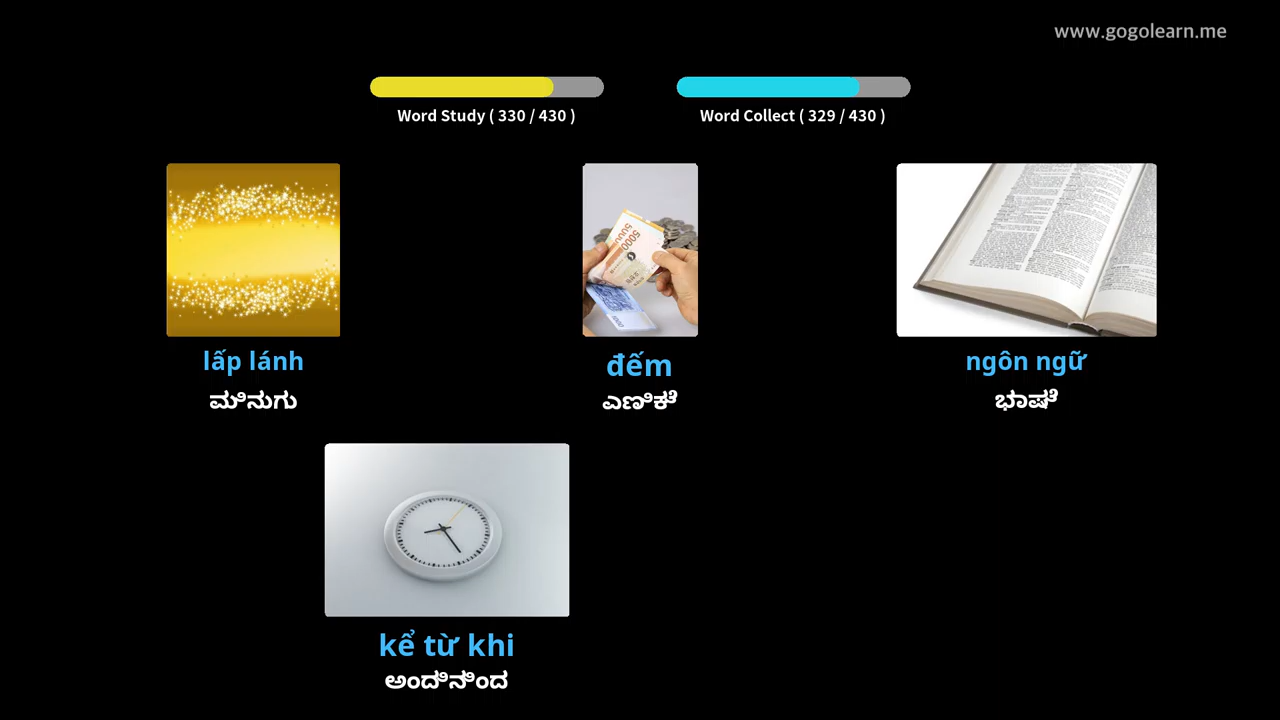 www.gogolearn.me
Word Study ( 330 / 430 )
Word Collect ( 329 / 430 )
lấp lánh
đếm
ngôn ngữ
ಮಿನುಗು
ಎಣಿಕೆ
ಭಾಷೆ
kể từ khi
ಅಂದಿನಿಂದ